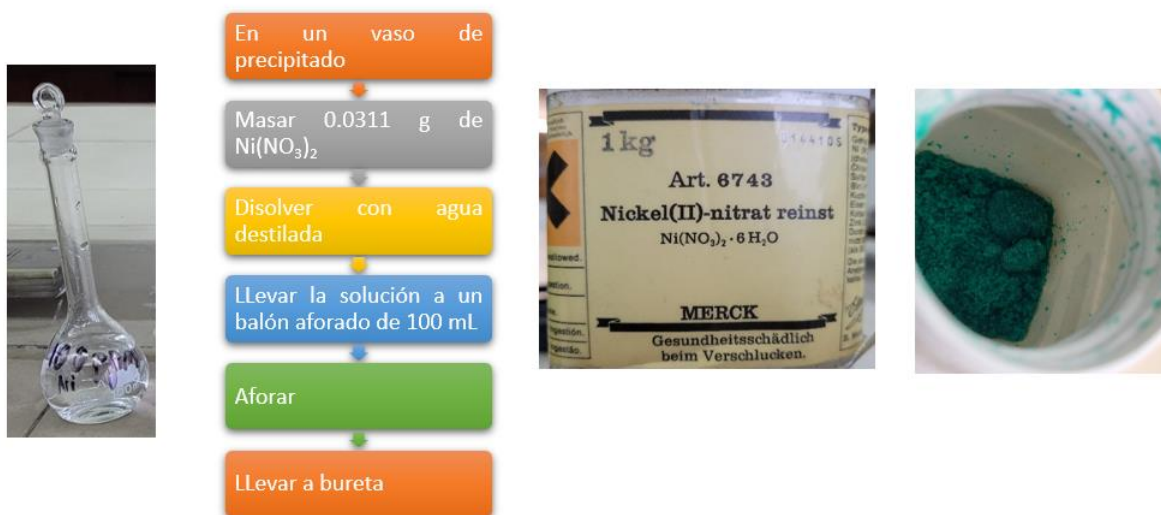 100 ppm
Ni
En un vaso de
precipitado
Masar 0.0311 g de
Ni(NO₃)₂
Disolver con agua
destilada
LLevar la solución a un
balón aforado de 100 mL
Aforar
LLevar a bureta
1 kg
Art. 6743
Nickel(II)-nitrat reinst
Ni(NO₃)₂ · 6 H₂O
MERCK
Gesundheitsschädlich
beim Verschlucken.